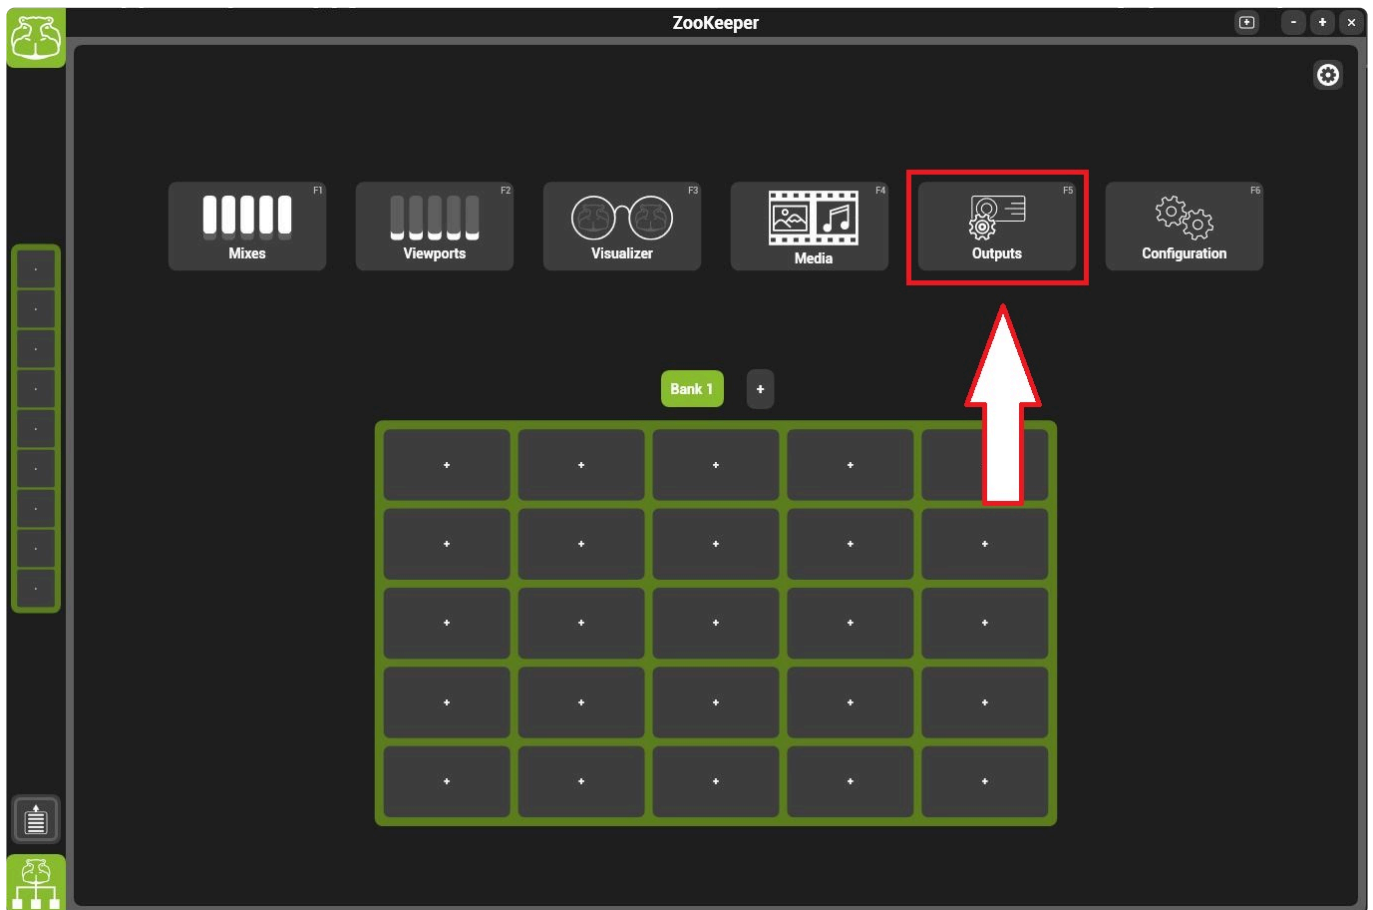 ZooKeeper
- + ×
F1
Mixes
F2
Viewports
F3
Visualizer
F4
Media
F5
Outputs
F6
Configuration
Bank 1 +
+ + + +
+ + + + +
+ + + + +
+ + + + +
+ + + + +